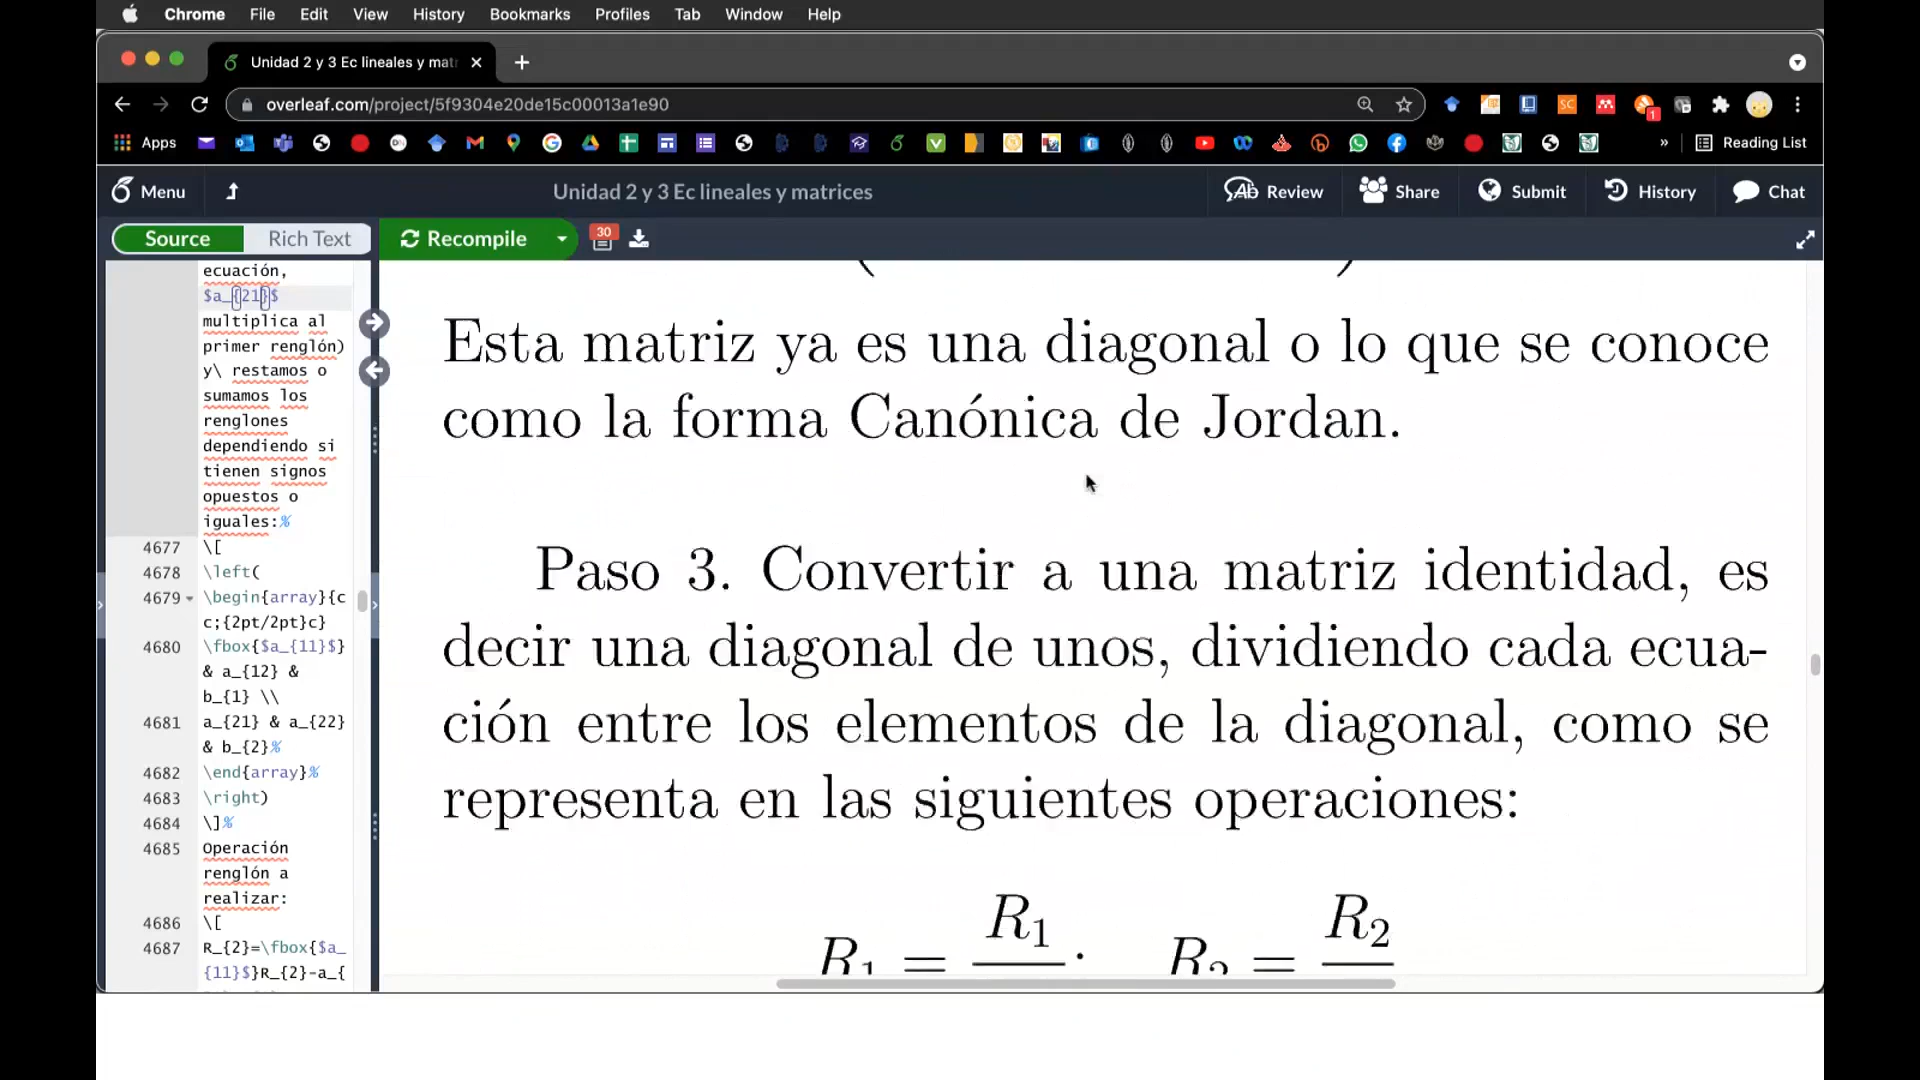 Chrome File Edit View History Bookmarks Profiles Tab Window Help
Unidad 2 y 3 Ec lineales y mat
overleaf.com/project/5f9304e20de15c00013a1e90
Apps
Reading List
Menu
Unidad 2 y 3 Ec lineales y matrices
Review
Share
Submit
History
Chat
Source
Rich Text
Recompile
30
ecuación,
$a_{21}$
multiplica al
primer renglón)
y\ restamos o
sumamos los
renglones
dependiendo si
tienen signos
opuestos o
iguales:%
4677 \[
4678 \left(
4679 \begin{array}{c
c;{2pt/2pt}c}
4680 \fbox{$a_{11}$}
& a_{12} &
b_{1} \\
4681 a_{21} & a_{22}
& b_{2}%
4682 \end{array}%
4683 \right)
4684 \]%
4685 Operación
renglón a
realizar:
4686 \[
4687 R_{2}=\fbox{$a_
{11}$}R_{2}-a_{
Esta matriz ya es una diagonal o lo que se conoce
como la forma Canónica de Jordan.
Paso 3. Convertir a una matriz identidad, es
decir una diagonal de unos, dividiendo cada ecua-
ción entre los elementos de la diagonal, como se
representa en las siguientes operaciones:
R1 = R1 ; R2 = R2